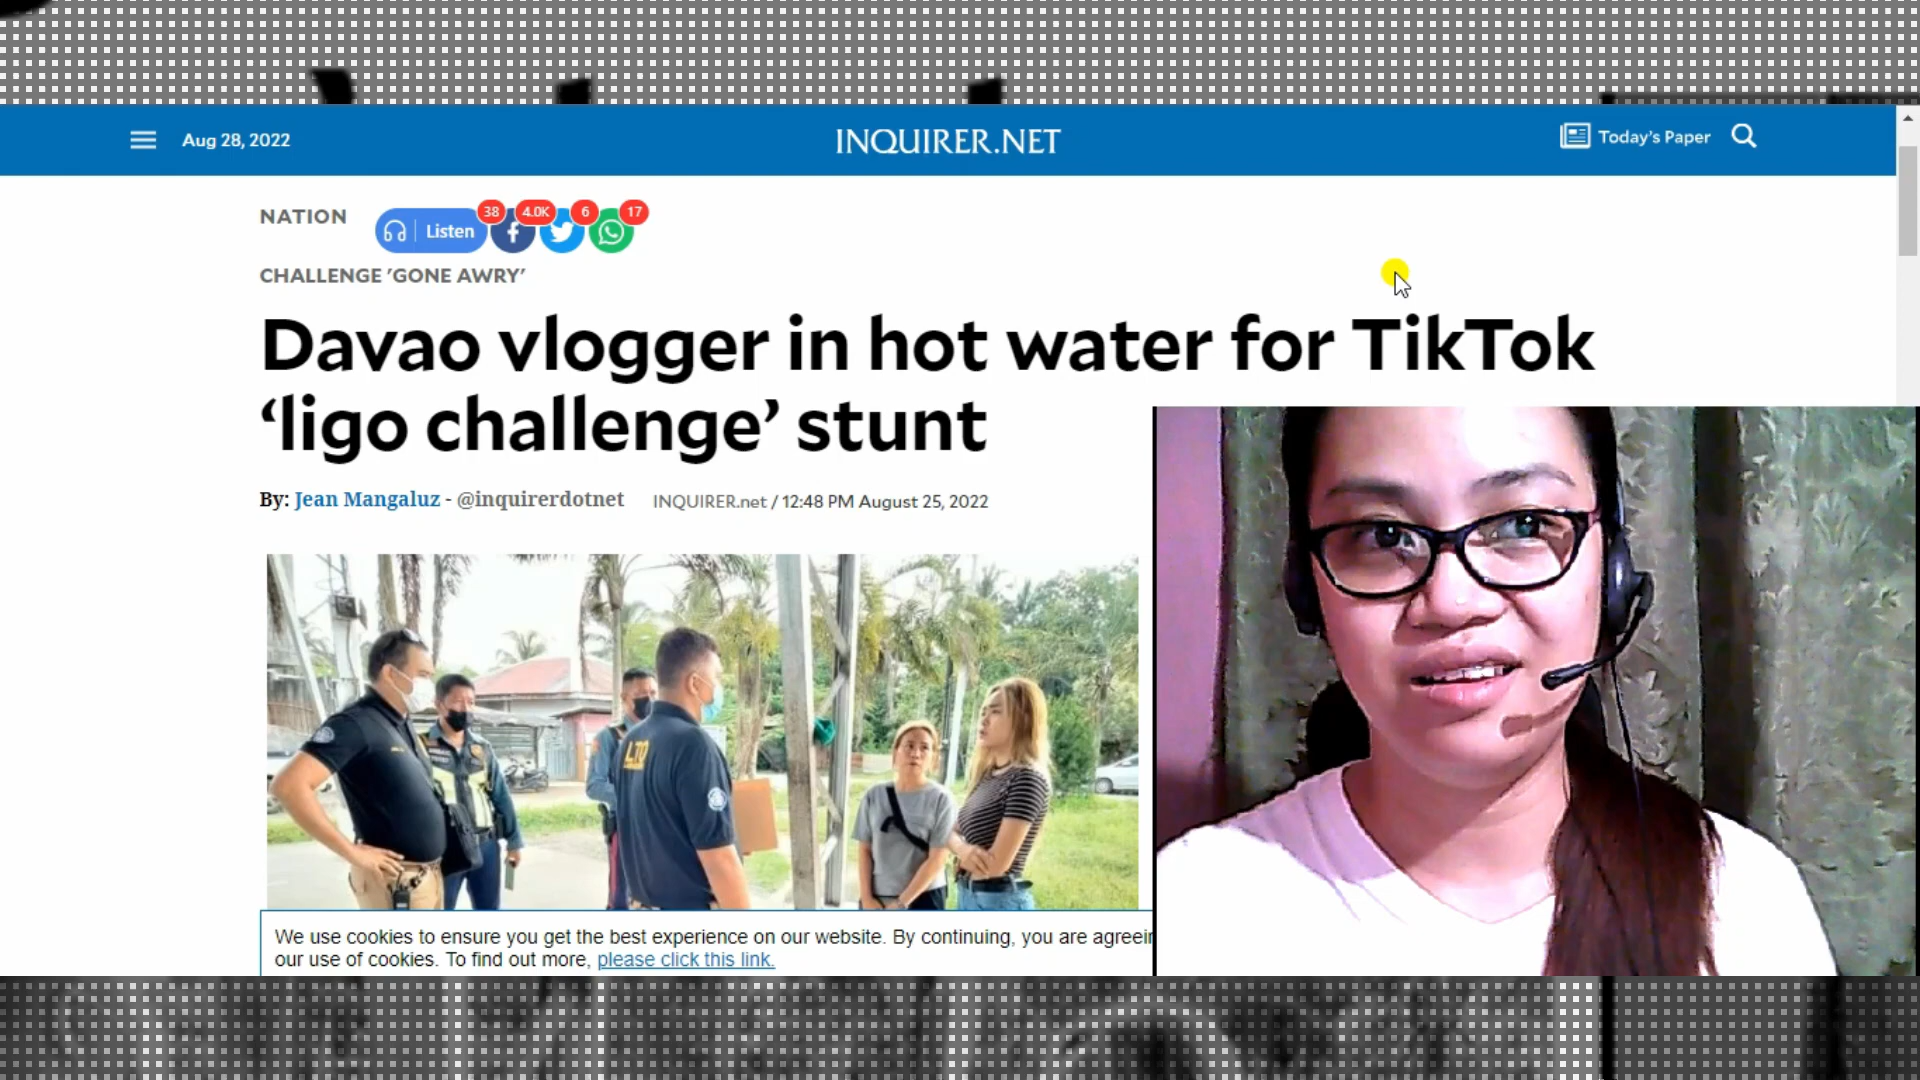 Aug 28, 2022
INQUIRER.NET
Today's Paper
NATION
Listen
38
4.0K
6
17
CHALLENGE 'GONE AWRY'
Davao vlogger in hot water for TikTok
‘ligo challenge’ stunt
By: Jean Mangaluz - @inquirerdotnet
INQUIRER.net / 12:48 PM August 25, 2022
LTO
We use cookies to ensure you get the best experience on our website. By continuing, you are
our use of cookies. To find out more, please click this link.